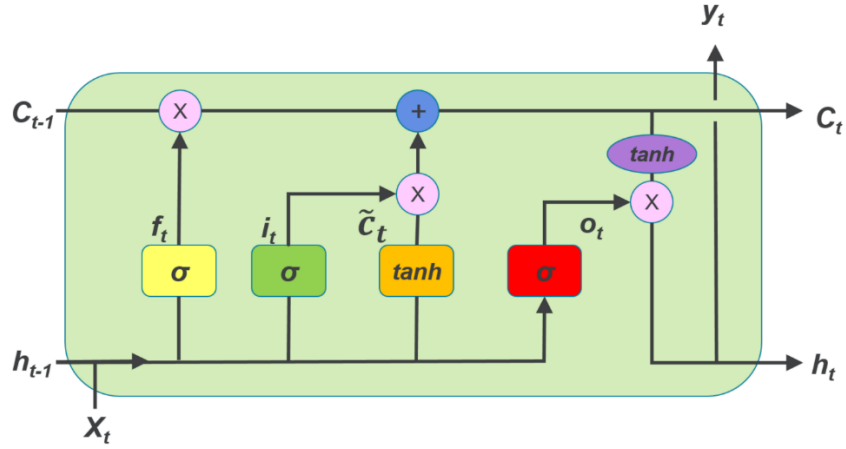 y_t
C_{t-1}
X
+
C_t
tanh
X
X
f_t
i_t
c̃_t
o_t
σ
σ
tanh
σ
h_{t-1}
h_t
X_t